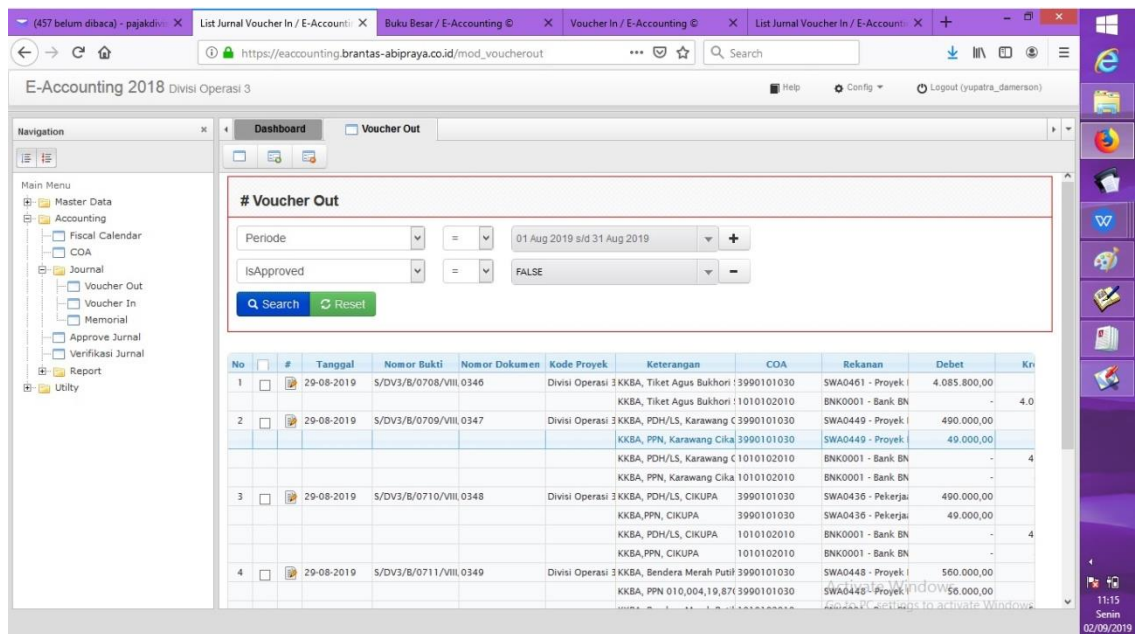 (457 belum dibaca) - pajakdivi
List Jurnal Voucher In / E-Accounti
Buku Besar / E-Accounting ©
Voucher In / E-Accounting ©
List Jurnal Voucher In / E-Accounti
https://eaccounting.brantas-abipraya.co.id/mod_voucherout
Search
E-Accounting 2018 Divisi Operasi 3
Help
Config
Logout (yupatra_damerson)
Navigation
Dashboard
Voucher Out
Main Menu
Master Data
Accounting
Fiscal Calendar
COA
Journal
Voucher Out
Voucher In
Memorial
Approve Jurnal
Verifikasi Jurnal
Report
Utilty
# Voucher Out
Periode = 01 Aug 2019 s/d 31 Aug 2019 +
IsApproved = FALSE -
Search Reset
No # Tanggal Nomor Bukti Nomor Dokumen Kode Proyek Keterangan COA Rekanan Debet Kre
1 29-08-2019 S/DV3/B/0708/VIII, 0346 Divisi Operasi 3 KKBA, Tiket Agus Bukhori 3990101030 SWA0461 - Proyek 4.085.800,00
KKBA, Tiket Agus Bukhori 1010102010 BNK0001 - Bank BN - 4.0
2 29-08-2019 S/DV3/B/0709/VIII, 0347 Divisi Operasi 3 KKBA, PDH/LS, Karawang C 3990101030 SWA0449 - Proyek 490.000,00
KKBA, PPN, Karawang Cika 3990101030 SWA0449 - Proyek 49.000,00
KKBA, PDH/LS, Karawang C 1010102010 BNK0001 - Bank BN - 4
KKBA, PPN, Karawang Cika 1010102010 BNK0001 - Bank BN -
3 29-08-2019 S/DV3/B/0710/VIII, 0348 Divisi Operasi 3 KKBA, PDH/LS, CIKUPA 3990101030 SWA0436 - Pekerja 490.000,00
KKBA,PPN, CIKUPA 3990101030 SWA0436 - Pekerja 49.000,00
KKBA, PDH/LS, CIKUPA 1010102010 BNK0001 - Bank BN - 4
KKBA,PPN, CIKUPA 1010102010 BNK0001 - Bank BN -
4 29-08-2019 S/DV3/B/0711/VIII, 0349 Divisi Operasi 3 KKBA, Bendera Merah Putih 3990101030 SWA0448 - Proyek 560.000,00
KKBA, PPN 010,004,19,87 3990101030 SWA0448 - Proyek 56.000,00
Activate Windows
Go to PC settings to activate Windows.
11:15
Senin
02/09/2019